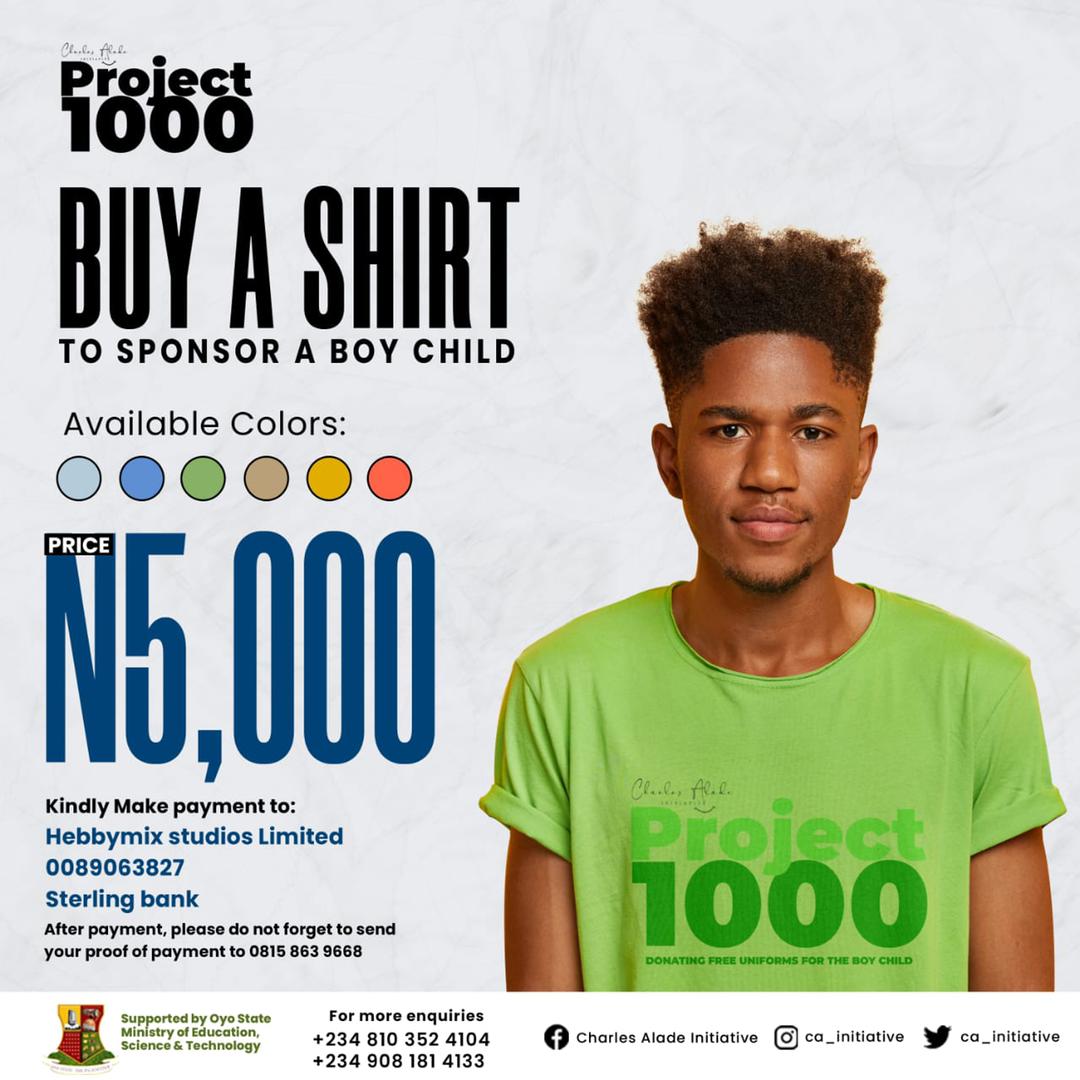 Charles Alade
INITIATIVE
Project
1000
BUY A SHIRT
TO SPONSOR A BOY CHILD
Available Colors:
PRICE
N5,000
Kindly Make payment to:
Hebbymix studios Limited
0089063827
Sterling bank
After payment, please do not forget to send
your proof of payment to 0815 863 9668
Charles Alade
INITIATIVE
Project
1000
DONATING FREE UNIFORMS FOR THE BOY CHILD
Supported by Oyo State
Ministry of Education,
Science & Technology
For more enquiries
+234 810 352 4104
+234 908 181 4133
Charles Alade Initiative
ca_initiative
ca_initiative